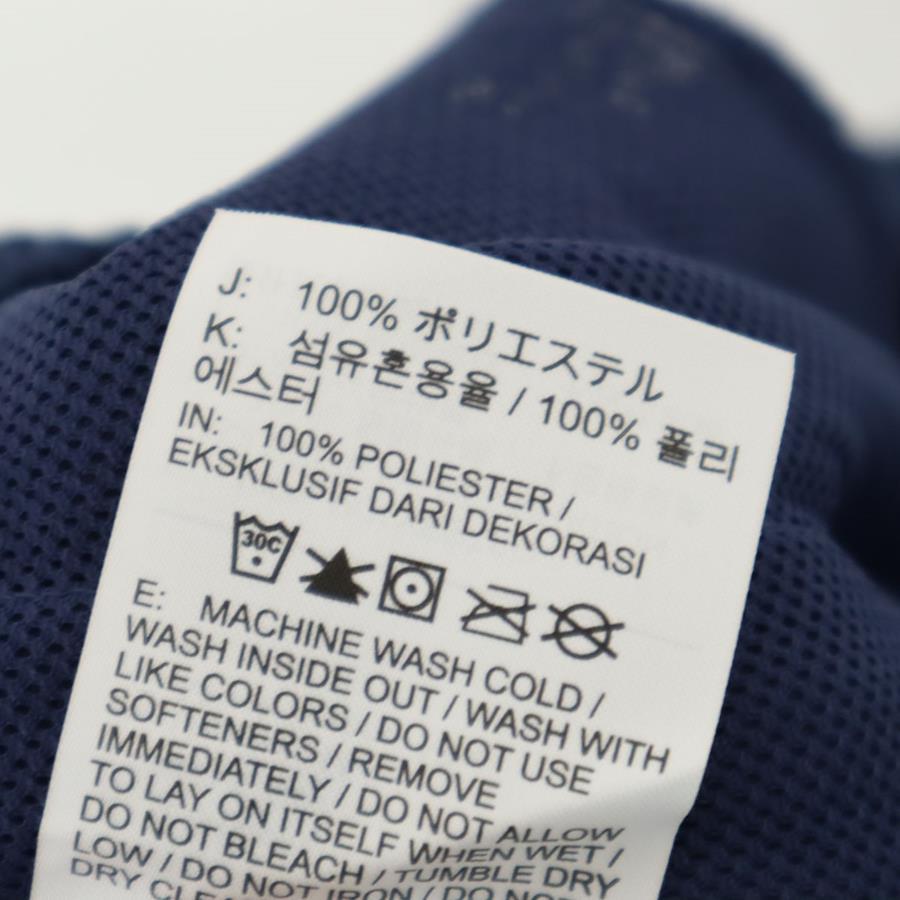 J: 100% ポリエステル
K: 섬유혼용율 / 100% 폴리
에스터
IN: 100% POLIESTER /
EKSKLUSIF DARI DEKORASI
30C
E: MACHINE WASH COLD /
WASH INSIDE OUT / WASH WITH
LIKE COLORS / DO NOT USE
SOFTENERS / REMOVE
IMMEDIATELY / DO NOT ALLOW
TO LAY ON ITSELF WHEN WET /
DO NOT BLEACH / TUMBLE DRY
LOW / DO NOT IRON / DO NOT
DRY